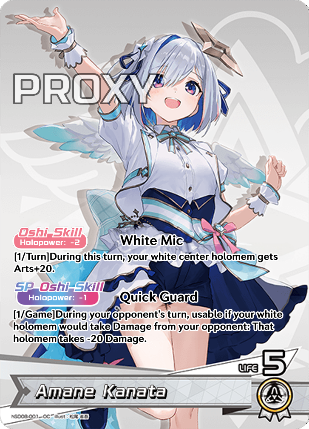 PROXY
Oshi Skill
Holopower: -2
White Mic
[1/Turn]During this turn, your white center holomem gets
Arts+20.
SP Oshi Skill
Holopower: -1
Quick Guard
[1/Game]During your opponent's turn, usable if your white
holomem would take Damage from your opponent: That
holomem takes -20 Damage.
LIFE 5
Amane Kanata